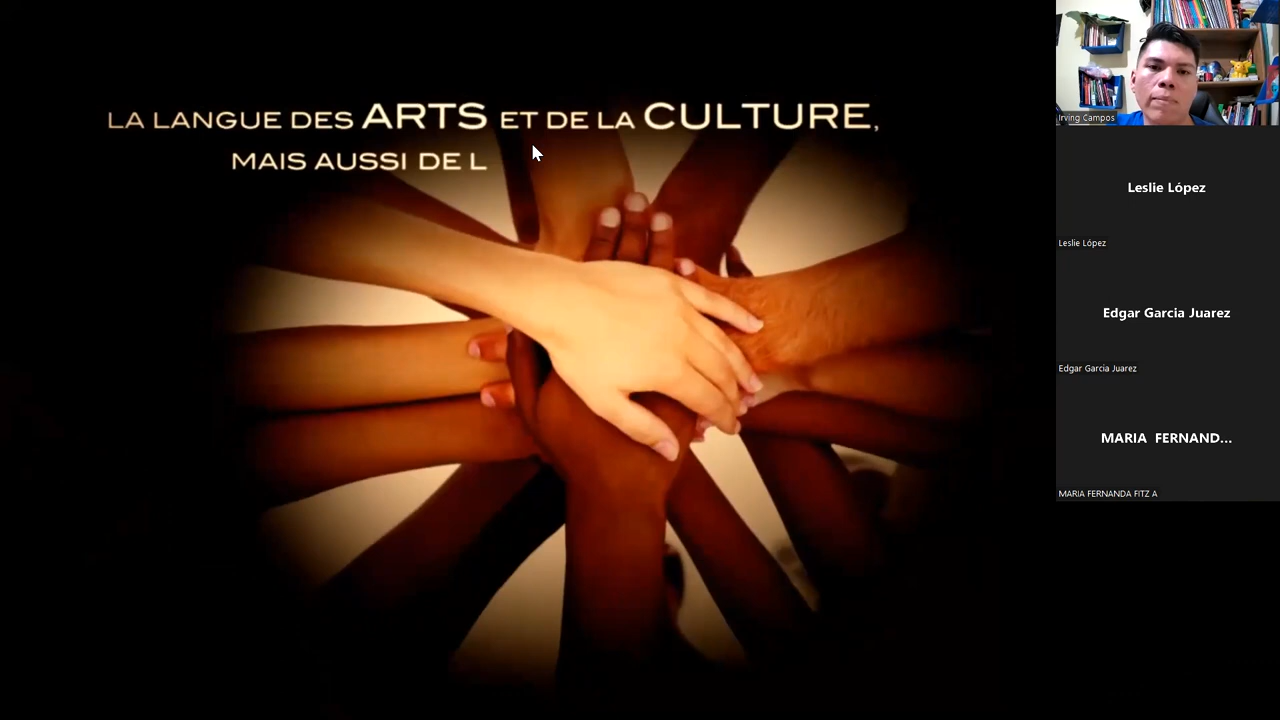 LA LANGUE DES ARTS ET DE LA CULTURE,
MAIS AUSSI DE L
Irving Campos
Leslie López
Leslie López
Edgar Garcia Juarez
Edgar Garcia Juarez
MARIA FERNAND...
MARIA FERNANDA FITZ A